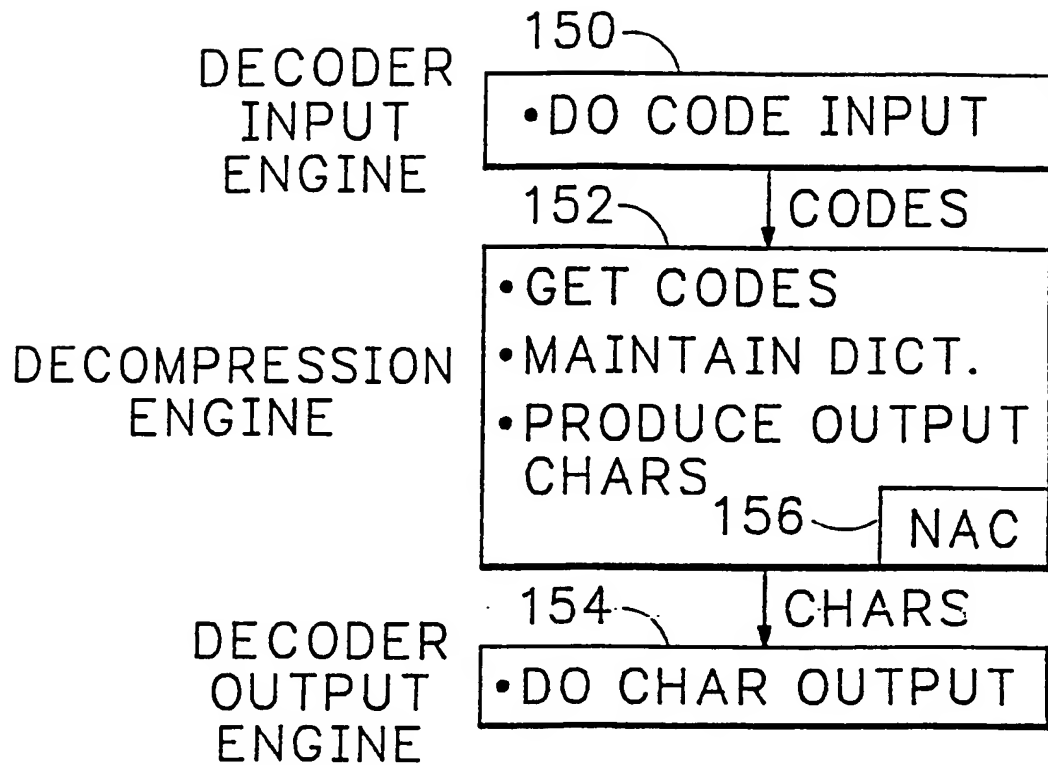 150
DECODER
INPUT
ENGINE
•DO CODE INPUT
CODES
152
DECOMPRESSION
ENGINE
•GET CODES
•MAINTAIN DICT.
•PRODUCE OUTPUT
CHARS
156
NAC
CHARS
154
DECODER
OUTPUT
ENGINE
•DO CHAR OUTPUT